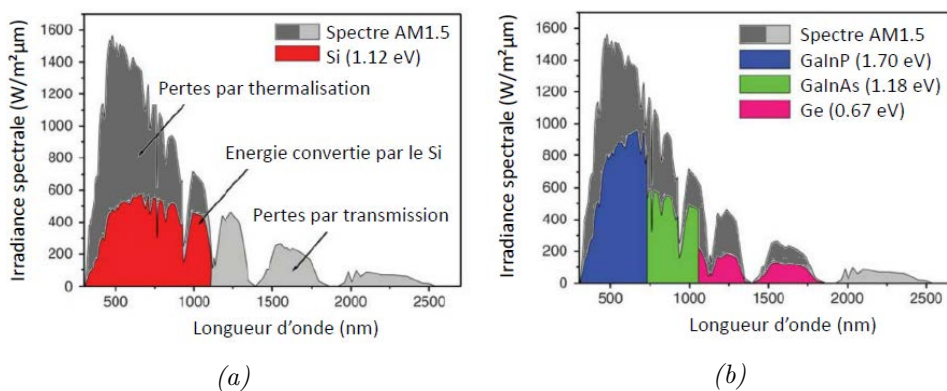 Irradiance spectrale (W/m²µm)
1600
1400
1200
1000
800
600
400
200
0
Spectre AM1.5
Si (1.12 eV)
Pertes par thermalisation
Energie convertie par le Si
Pertes par transmission
500 1000 1500 2000 2500
Longueur d'onde (nm)
(a)
Irradiance spectrale (W/m²µm)
1600
1400
1200
1000
800
600
400
200
0
Spectre AM1.5
GaInP (1.70 eV)
GaInAs (1.18 eV)
Ge (0.67 eV)
500 1000 1500 2000 2500
Longueur d'onde (nm)
(b)